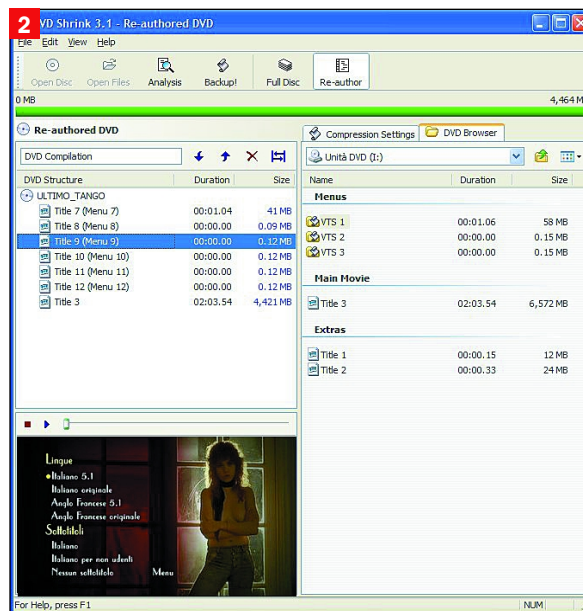 2
DVD Shrink 3.1 - Re-authored DVD
File Edit View Help
Open Disc Open Files Analysis Backup! Full Disc Re-author
0 MB 4,464 M
Re-authored DVD
Compression Settings DVD Browser
DVD Compilation
Unità DVD (I:)
DVD Structure Duration Size
ULTIMO_TANGO
Title 7 (Menu 7) 00:01.04 41 MB
Title 8 (Menu 8) 00:00.00 0.09 MB
Title 9 (Menu 9) 00:00.00 0.12 MB
Title 10 (Menu 10) 00:00.00 0.12 MB
Title 11 (Menu 11) 00:00.00 0.12 MB
Title 12 (Menu 12) 00:00.00 0.12 MB
Title 3 02:03.54 4,421 MB
Name Duration Size
Menus
VTS 1 00:01.06 58 MB
VTS 2 00:00.00 0.15 MB
VTS 3 00:00.00 0.15 MB
Main Movie
Title 3 02:03.54 6,572 MB
Extras
Title 1 00:00.15 12 MB
Title 2 00:00.33 24 MB
Lingue
Italiano 5.1
Italiano originale
Anglo Francese 5.1
Anglo Francese originale
Sottotitoli
Italiano
Italiano per non udenti
Nessun sottotitolo Menu
For Help, press F1 NUM